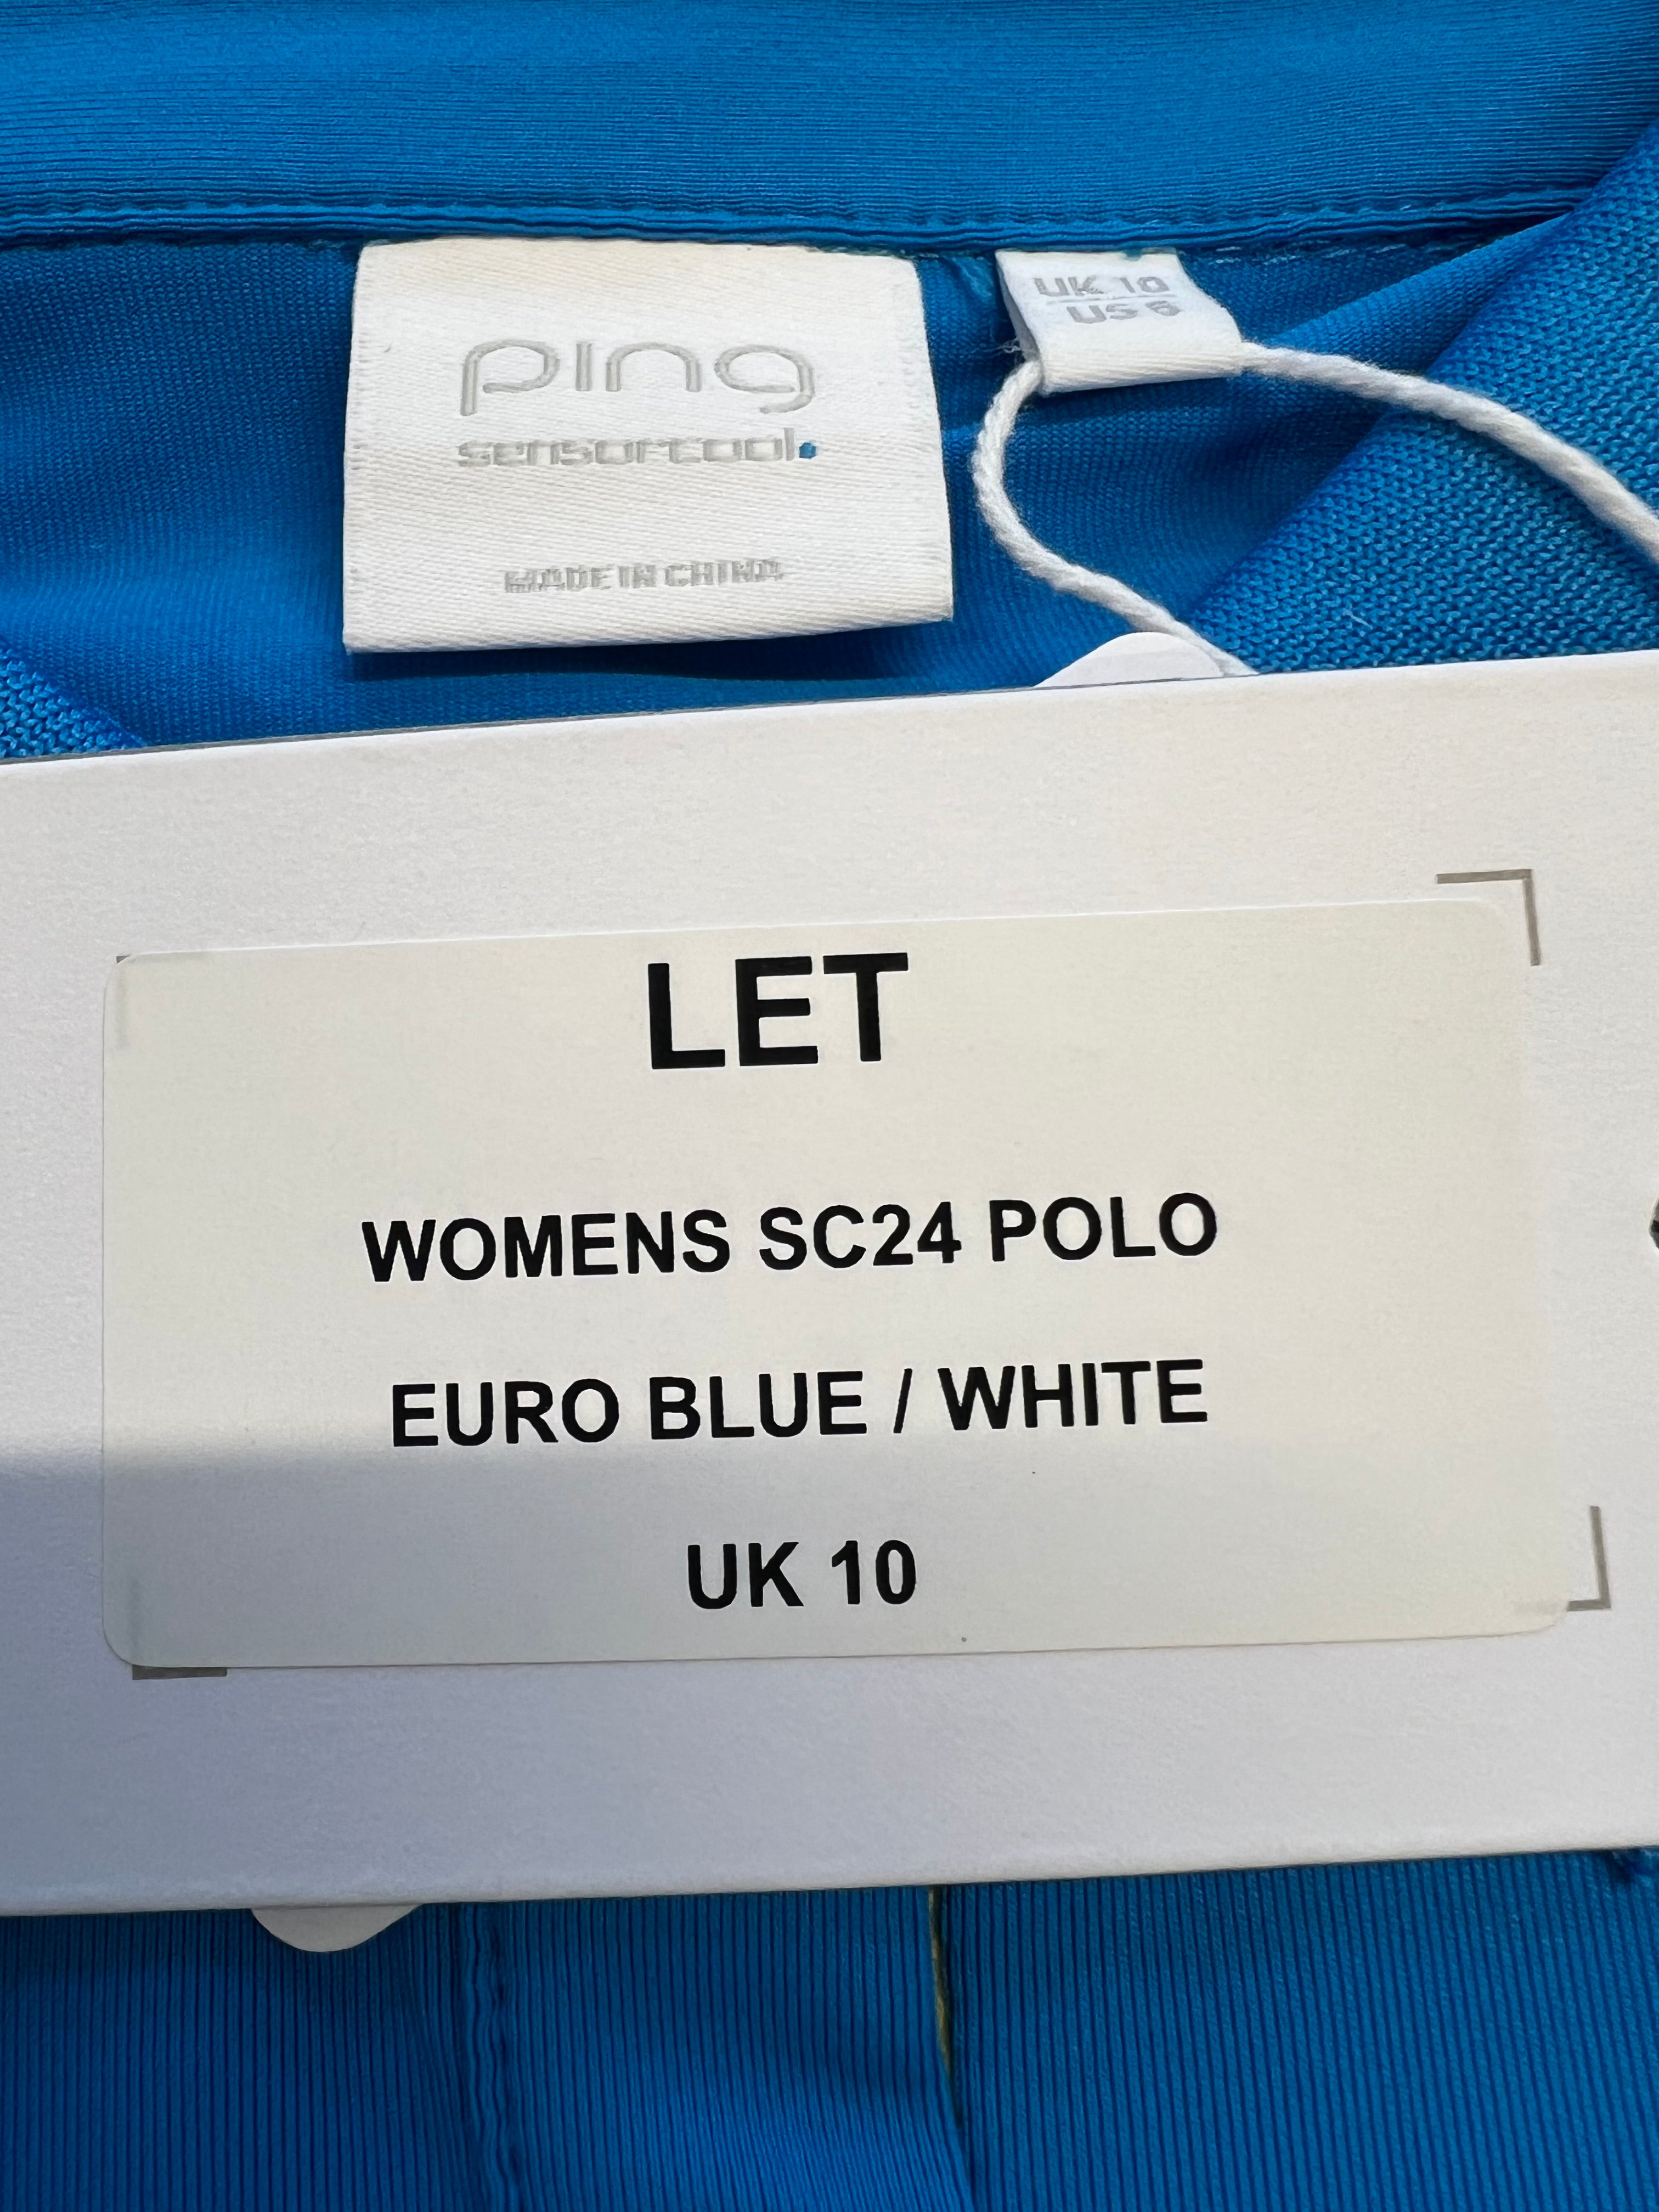 ping
sensorcool.
MADE IN CHINA
UK 10
US 6
LET
WOMENS SC24 POLO
EURO BLUE / WHITE
UK 10